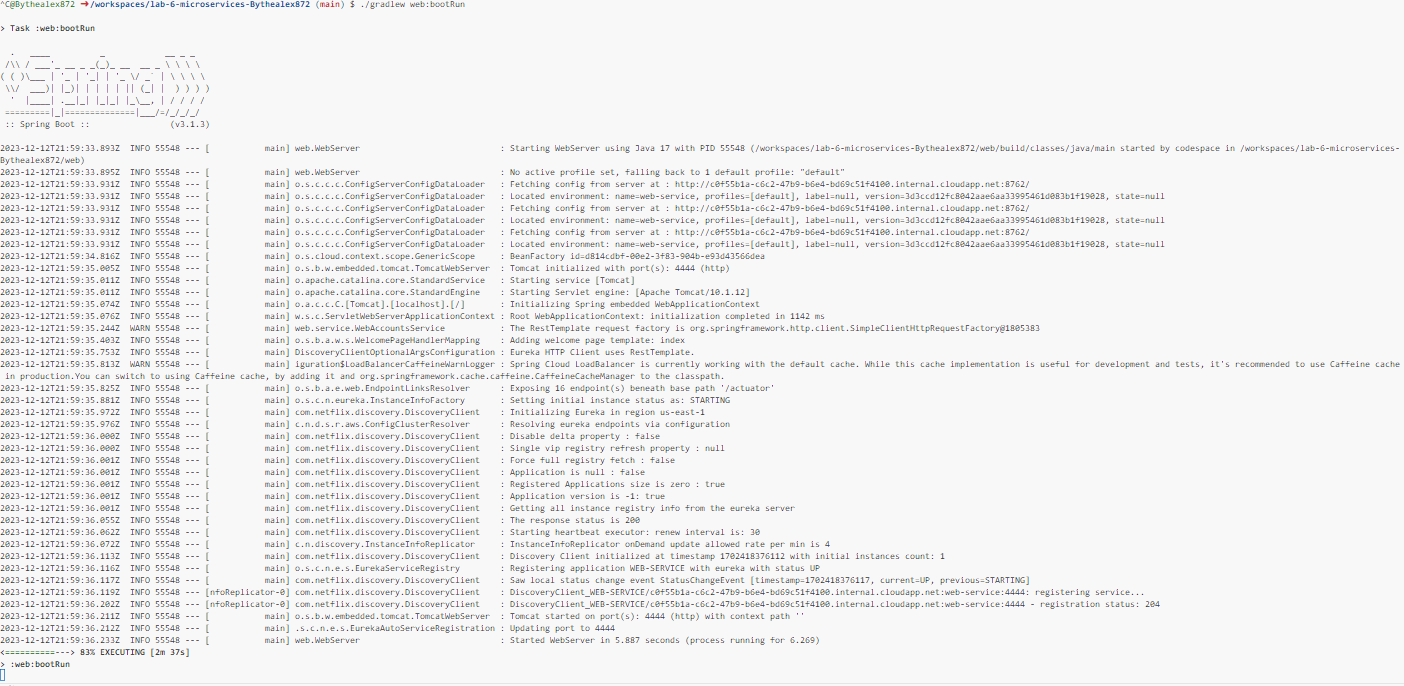 ^C@Bythealex872 ➜/workspaces/lab-6-microservices-Bythealex872 (main) $ ./gradlew web:bootRun
> Task :web:bootRun
  .   ____          _            __ _ _
 /\\ / ___'_ __ _ _(_)_ __  __ _ \ \ \ \
( ( )\___ | '_ | '_| | '_ \/ _` | \ \ \ \
 \\/  ___)| |_)| | | | | || (_| |  ) ) ) )
  '  |____| .__|_| |_|_| |_\__, | / / / /
 =========|_|==============|___/=/_/_/_/
 :: Spring Boot ::                (v3.1.3)
2023-12-12T21:59:33.893Z  INFO 55548 --- [           main] web.WebServer                            : Starting WebServer using Java 17 with PID 55548 (/workspaces/lab-6-microservices-Bythealex872/web/build/classes/java/main started by codespace in /workspaces/lab-6-microservices-
Bythealex872/web)
2023-12-12T21:59:33.895Z  INFO 55548 --- [           main] web.WebServer                            : No active profile set, falling back to 1 default profile: "default"
2023-12-12T21:59:33.931Z  INFO 55548 --- [           main] o.s.c.c.c.ConfigServerConfigDataLoader   : Fetching config from server at : http://c0f55b1a-c6c2-47b9-b6e4-bd69c51f4100.internal.cloudapp.net:8762/
2023-12-12T21:59:33.931Z  INFO 55548 --- [           main] o.s.c.c.c.ConfigServerConfigDataLoader   : Located environment: name=web-service, profiles=[default], label=null, version=3d3ccd12fc8042aae6aa33995461d083b1f19028, state=null
2023-12-12T21:59:33.931Z  INFO 55548 --- [           main] o.s.c.c.c.ConfigServerConfigDataLoader   : Fetching config from server at : http://c0f55b1a-c6c2-47b9-b6e4-bd69c51f4100.internal.cloudapp.net:8762/
2023-12-12T21:59:33.931Z  INFO 55548 --- [           main] o.s.c.c.c.ConfigServerConfigDataLoader   : Located environment: name=web-service, profiles=[default], label=null, version=3d3ccd12fc8042aae6aa33995461d083b1f19028, state=null
2023-12-12T21:59:33.931Z  INFO 55548 --- [           main] o.s.c.c.c.ConfigServerConfigDataLoader   : Fetching config from server at : http://c0f55b1a-c6c2-47b9-b6e4-bd69c51f4100.internal.cloudapp.net:8762/
2023-12-12T21:59:33.931Z  INFO 55548 --- [           main] o.s.c.c.c.ConfigServerConfigDataLoader   : Located environment: name=web-service, profiles=[default], label=null, version=3d3ccd12fc8042aae6aa33995461d083b1f19028, state=null
2023-12-12T21:59:34.816Z  INFO 55548 --- [           main] o.s.cloud.context.scope.GenericScope     : BeanFactory id=d814cdbf-00e2-3f83-904b-e93d43566dea
2023-12-12T21:59:35.005Z  INFO 55548 --- [           main] o.s.b.w.embedded.tomcat.TomcatWebServer  : Tomcat initialized with port(s): 4444 (http)
2023-12-12T21:59:35.011Z  INFO 55548 --- [           main] o.apache.catalina.core.StandardService   : Starting service [Tomcat]
2023-12-12T21:59:35.011Z  INFO 55548 --- [           main] o.apache.catalina.core.StandardEngine    : Starting Servlet engine: [Apache Tomcat/10.1.12]
2023-12-12T21:59:35.074Z  INFO 55548 --- [           main] o.a.c.c.C.[Tomcat].[localhost].[/]       : Initializing Spring embedded WebApplicationContext
2023-12-12T21:59:35.076Z  INFO 55548 --- [           main] w.s.c.ServletWebServerApplicationContext : Root WebApplicationContext: initialization completed in 1142 ms
2023-12-12T21:59:35.244Z  WARN 55548 --- [           main] web.service.WebAccountsService           : The RestTemplate request factory is org.springframework.http.client.SimpleClientHttpRequestFactory@1805383
2023-12-12T21:59:35.403Z  INFO 55548 --- [           main] o.s.b.a.w.s.WelcomePageHandlerMapping    : Adding welcome page template: index
2023-12-12T21:59:35.753Z  INFO 55548 --- [           main] DiscoveryClientOptionalArgsConfiguration : Eureka HTTP Client uses RestTemplate.
2023-12-12T21:59:35.813Z  WARN 55548 --- [           main] iguration$LoadBalancerCaffeineWarnLogger : Spring Cloud LoadBalancer is currently working with the default cache. While this cache implementation is useful for development and tests, it's recommended to use Caffeine cache
 in production.You can switch to using Caffeine cache, by adding it and org.springframework.cache.caffeine.CaffeineCacheManager to the classpath.
2023-12-12T21:59:35.825Z  INFO 55548 --- [           main] o.s.b.a.e.web.EndpointLinksResolver      : Exposing 16 endpoint(s) beneath base path '/actuator'
2023-12-12T21:59:35.881Z  INFO 55548 --- [           main] o.s.c.n.eureka.InstanceInfoFactory       : Setting initial instance status as: STARTING
2023-12-12T21:59:35.972Z  INFO 55548 --- [           main] com.netflix.discovery.DiscoveryClient    : Initializing Eureka in region us-east-1
2023-12-12T21:59:35.976Z  INFO 55548 --- [           main] c.n.d.s.r.aws.ConfigClusterResolver      : Resolving eureka endpoints via configuration
2023-12-12T21:59:36.000Z  INFO 55548 --- [           main] com.netflix.discovery.DiscoveryClient    : Disable delta property : false
2023-12-12T21:59:36.000Z  INFO 55548 --- [           main] com.netflix.discovery.DiscoveryClient    : Single vip registry refresh property : null
2023-12-12T21:59:36.001Z  INFO 55548 --- [           main] com.netflix.discovery.DiscoveryClient    : Force full registry fetch : false
2023-12-12T21:59:36.001Z  INFO 55548 --- [           main] com.netflix.discovery.DiscoveryClient    : Application is null : false
2023-12-12T21:59:36.001Z  INFO 55548 --- [           main] com.netflix.discovery.DiscoveryClient    : Registered Applications size is zero : true
2023-12-12T21:59:36.001Z  INFO 55548 --- [           main] com.netflix.discovery.DiscoveryClient    : Application version is -1: true
2023-12-12T21:59:36.001Z  INFO 55548 --- [           main] com.netflix.discovery.DiscoveryClient    : Getting all instance registry info from the eureka server
2023-12-12T21:59:36.055Z  INFO 55548 --- [           main] com.netflix.discovery.DiscoveryClient    : The response status is 200
2023-12-12T21:59:36.062Z  INFO 55548 --- [           main] com.netflix.discovery.DiscoveryClient    : Starting heartbeat executor: renew interval is: 30
2023-12-12T21:59:36.072Z  INFO 55548 --- [           main] c.n.discovery.InstanceInfoReplicator     : InstanceInfoReplicator onDemand update allowed rate per min is 4
2023-12-12T21:59:36.113Z  INFO 55548 --- [           main] com.netflix.discovery.DiscoveryClient    : Discovery Client initialized at timestamp 1702418376112 with initial instances count: 1
2023-12-12T21:59:36.116Z  INFO 55548 --- [           main] o.s.c.n.e.s.EurekaServiceRegistry        : Registering application WEB-SERVICE with eureka with status UP
2023-12-12T21:59:36.117Z  INFO 55548 --- [           main] com.netflix.discovery.DiscoveryClient    : Saw local status change event StatusChangeEvent [timestamp=1702418376117, current=UP, previous=STARTING]
2023-12-12T21:59:36.119Z  INFO 55548 --- [nfoReplicator-0] com.netflix.discovery.DiscoveryClient    : DiscoveryClient_WEB-SERVICE/c0f55b1a-c6c2-47b9-b6e4-bd69c51f4100.internal.cloudapp.net:web-service:4444: registering service...
2023-12-12T21:59:36.202Z  INFO 55548 --- [nfoReplicator-0] com.netflix.discovery.DiscoveryClient    : DiscoveryClient_WEB-SERVICE/c0f55b1a-c6c2-47b9-b6e4-bd69c51f4100.internal.cloudapp.net:web-service:4444 - registration status: 204
2023-12-12T21:59:36.211Z  INFO 55548 --- [           main] o.s.b.w.embedded.tomcat.TomcatWebServer  : Tomcat started on port(s): 4444 (http) with context path ''
2023-12-12T21:59:36.212Z  INFO 55548 --- [           main] .s.c.n.e.s.EurekaAutoServiceRegistration : Updating port to 4444
2023-12-12T21:59:36.233Z  INFO 55548 --- [           main] web.WebServer                            : Started WebServer in 5.887 seconds (process running for 6.269)
<==========---> 83% EXECUTING [2m 37s]
> :web:bootRun